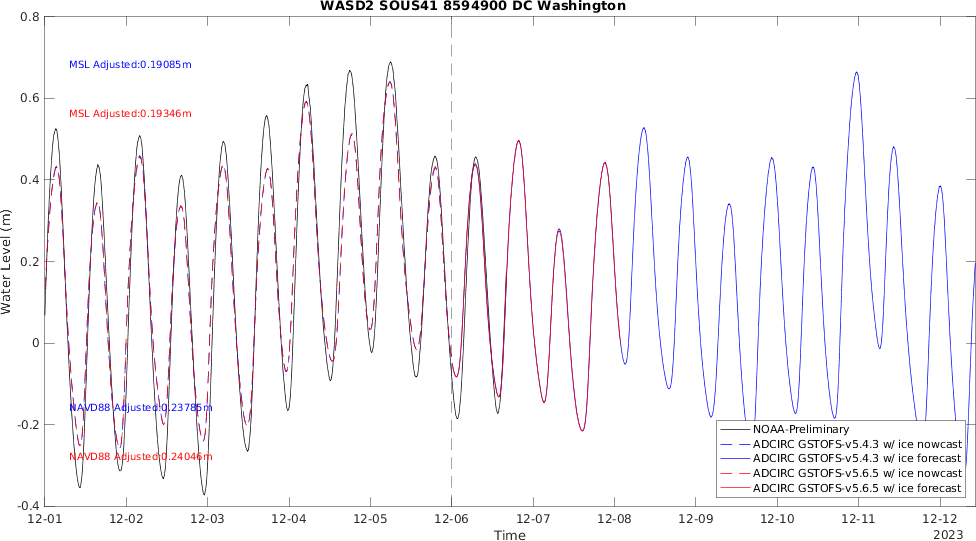 WASD2 SOUS41 8594900 DC Washington
0.8
0.6
0.4
0.2
0
-0.2
-0.4
Water Level (m)
MSL Adjusted:0.19085m
MSL Adjusted:0.19346m
NAVD88 Adjusted:0.23785m
NAVD88 Adjusted:0.24046m
NOAA-Preliminary
ADCIRC GSTOFS-v5.4.3 w/ ice nowcast
ADCIRC GSTOFS-v5.4.3 w/ ice forecast
ADCIRC GSTOFS-v5.6.5 w/ ice nowcast
ADCIRC GSTOFS-v5.6.5 w/ ice forecast
12-01 12-02 12-03 12-04 12-05 12-06 12-07 12-08 12-09 12-10 12-11 12-12
Time
2023